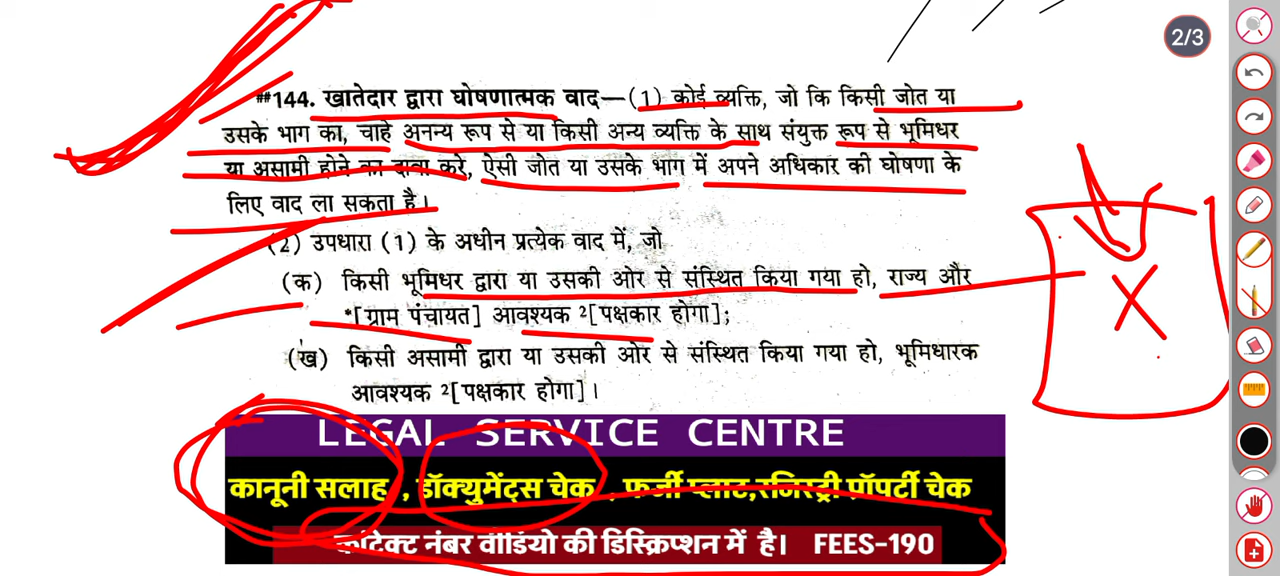 2/3
##144. खातेदार द्वारा घोषणात्मक वाद—(1) कोई व्यक्ति, जो कि किसी जोत या
उसके भाग का, चाहे अनन्य रूप से या किसी अन्य व्यक्ति के साथ संयुक्त रूप से भूमिधर
या असामी होने का दावा करे, ऐसी जोत या उसके भाग में अपने अधिकार की घोषणा के
लिए वाद ला सकता है।
(2) उपधारा (1) के अधीन प्रत्येक वाद में, जो
(क) किसी भूमिधर द्वारा या उसकी ओर से संस्थित किया गया हो, राज्य और
*[ग्राम पंचायत] आवश्यक ²[पक्षकार होगा];
(ख) किसी असामी द्वारा या उसकी ओर से संस्थित किया गया हो, भूमिधारक
आवश्यक ²[पक्षकार होगा]।
LEGAL SERVICE CENTRE
कानूनी सलाह , डॉक्युमेंट्स चेक , फर्जी प्लाट,रजिस्ट्री प्रॉपर्टी चेक
कांटेक्ट नंबर वीडियो की डिस्क्रिप्शन में है। FEES-190